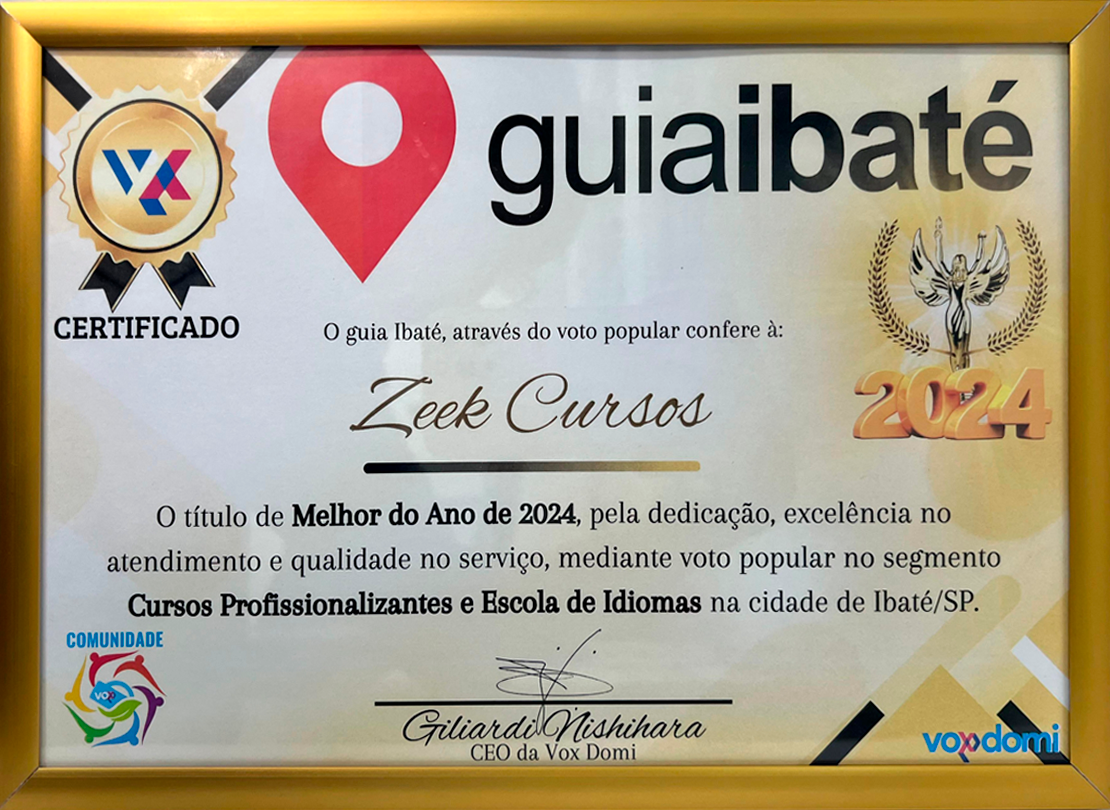 guiaibaté
CERTIFICADO
O guia Ibaté, através do voto popular confere à:
Zeek Cursos
2024
O título de Melhor do Ano de 2024, pela dedicação, excelência no
atendimento e qualidade no serviço, mediante voto popular no segmento
Cursos Profissionalizantes e Escola de Idiomas na cidade de Ibaté/SP.
COMUNIDADE
vox
Giliardi Nishihara
CEO da Vox Domi
voxdomi